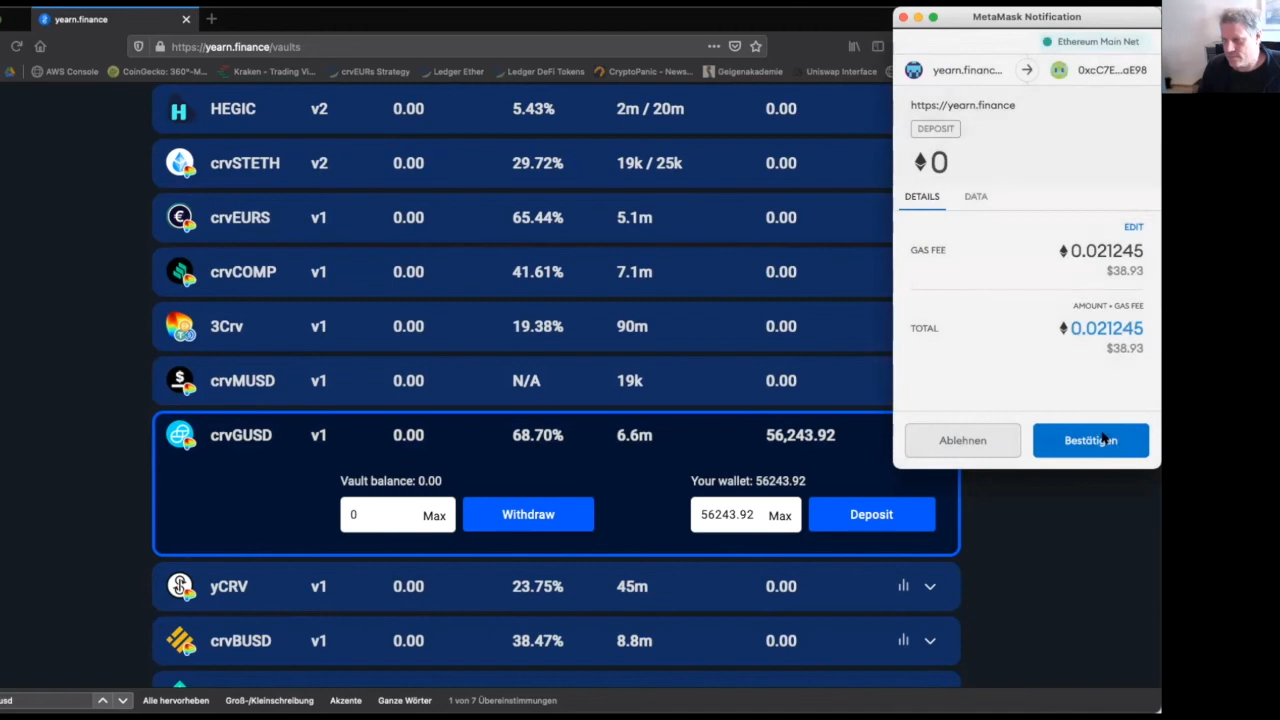 yearn.finance
https://yearn.finance/vaults
AWS Console
CoinGecko: 360°-M...
Kraken - Trading Vi...
crvEURs Strategy
Ledger Ether
Ledger DeFi Tokens
CryptoPanic - News...
Geigenakademie
Uniswap Interface
HEGIC v2 0.00 5.43% 2m / 20m 0.00
crvSTETH v2 0.00 29.72% 19k / 25k 0.00
crvEURS v1 0.00 65.44% 5.1m 0.00
crvCOMP v1 0.00 41.61% 7.1m 0.00
3Crv v1 0.00 19.38% 90m 0.00
crvMUSD v1 0.00 N/A 19k 0.00
crvGUSD v1 0.00 68.70% 6.6m 56,243.92
Vault balance: 0.00
Your wallet: 56243.92
0 Max Withdraw
56243.92 Max Deposit
yCRV v1 0.00 23.75% 45m 0.00
crvBUSD v1 0.00 38.47% 8.8m 0.00
usd
Alle hervorheben
Groß-/Kleinschreibung
Akzente
Ganze Wörter
1 von 7 Übereinstimmungen
MetaMask Notification
Ethereum Main Net
yearn.financ...
0xcC7E...aE98
https://yearn.finance
DEPOSIT
0
DETAILS
DATA
EDIT
GAS FEE
0.021245
$38.93
AMOUNT + GAS FEE
TOTAL
0.021245
$38.93
Ablehnen
Bestätigen